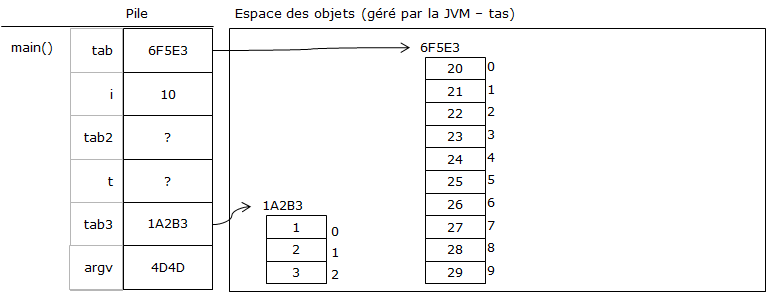 Pile Espace des objets (géré par la JVM – tas)
main() tab 6F5E3 6F5E3
20 0
i 10 21 1
22 2
tab2 ? 23 3
24 4
t ? 25 5
1A2B3 26 6
tab3 1A2B3 1 0 27 7
2 1 28 8
argv 4D4D 3 2 29 9